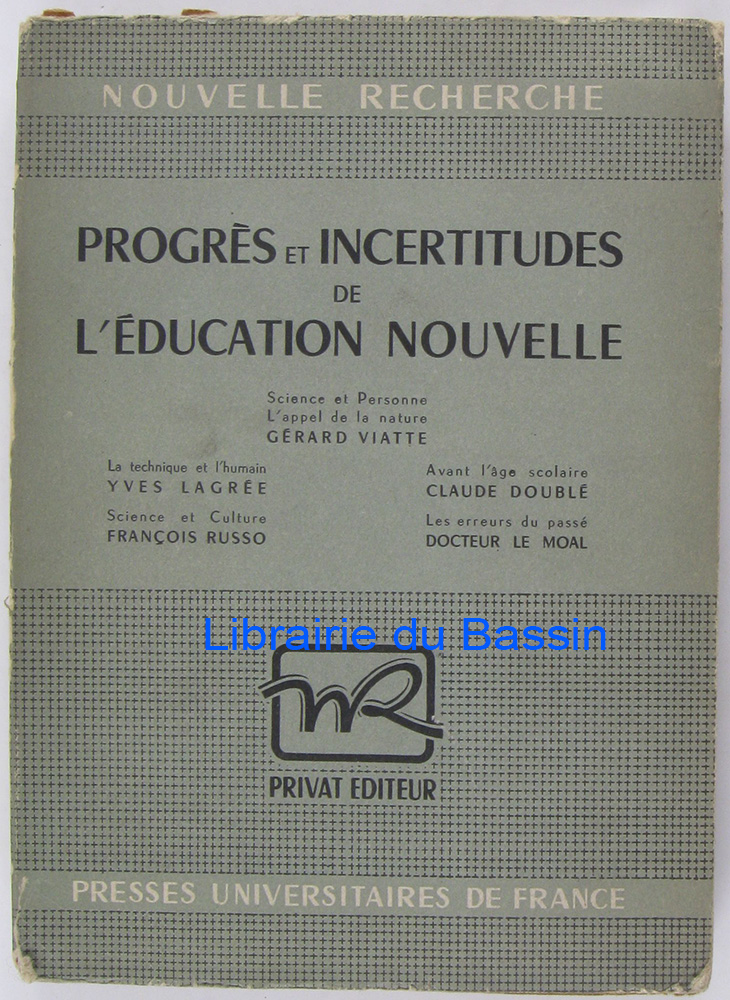 NOUVELLE RECHERCHE
PROGRÈS ET INCERTITUDES
DE
L'ÉDUCATION NOUVELLE
Science et Personne
L'appel de la nature
GÉRARD VIATTE
La technique et l'humain
YVES LAGRÉE
Science et Culture
FRANÇOIS RUSSO
Avant l'âge scolaire
CLAUDE DOUBLÉ
Les erreurs du passé
DOCTEUR LE MOAL
Librairie du Bassin
NR
PRIVAT EDITEUR
PRESSES UNIVERSITAIRES DE FRANCE